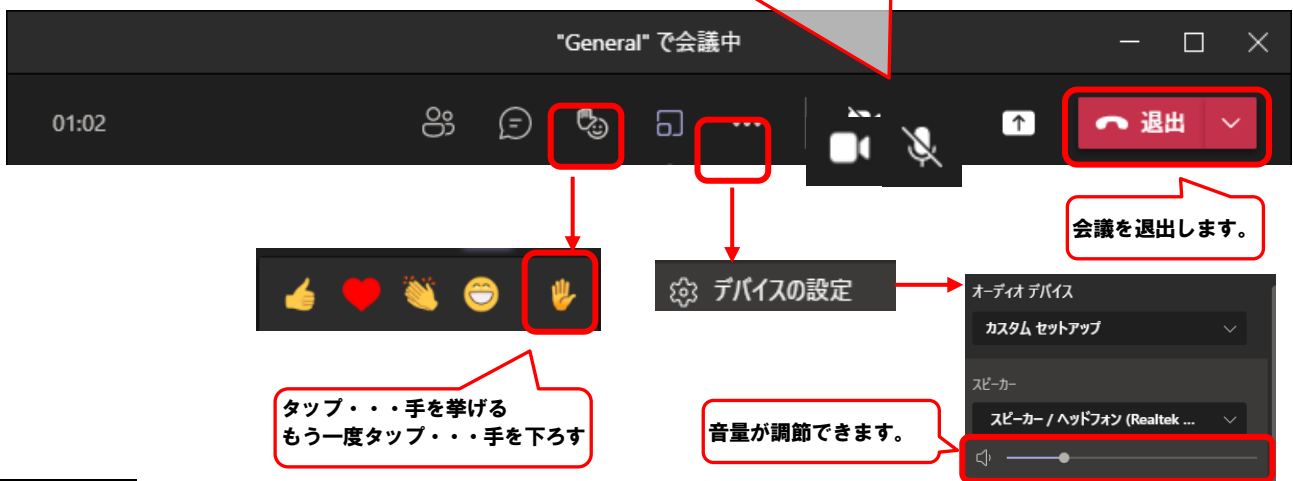 "General" で会議中
01:02
退出
会議を退出します。
デバイスの設定
オーディオ デバイス
カスタム セットアップ
スピーカー
スピーカー / ヘッドフォン (Realtek ...
タップ・・・手を挙げる
もう一度タップ・・・手を下ろす
音量が調節できます。